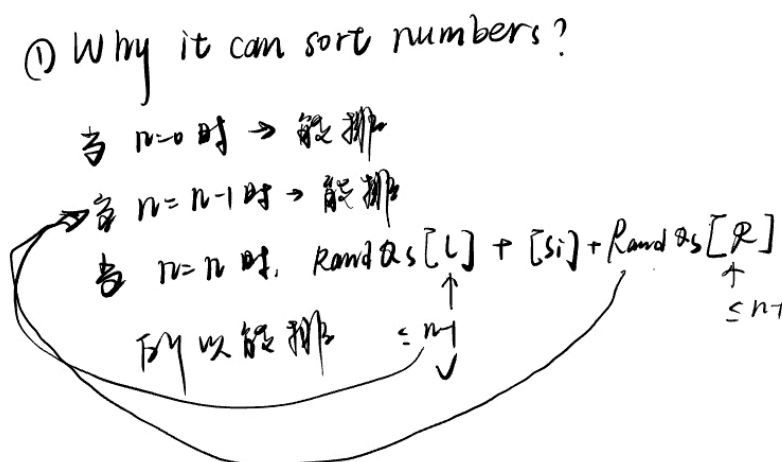 ① Why it can sort numbers?
当 n=0 时 → 能排
当 n=n-1 时 → 能排
当 n=n 时, RandQs[L] + [Si] + RandQs[R]
≤ n-1
≤ n-1
所以能排